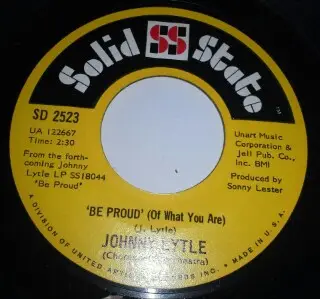 Solid SS State
SD 2523
UA 122667
Time: 2:30
From the forth-
coming Johnny
Lytle LP SS18044
'Be Proud'
Unart Music
Corporation &
Jell Pub. Co.,
Inc. BMI
Produced by
Sonny Lester
'BE PROUD' (Of What You Are)
(J. Lytle)
JOHNNY LYTLE
A DIVISION OF UNITED ARTISTS RECORDS INC. • MADE IN U.S.A.